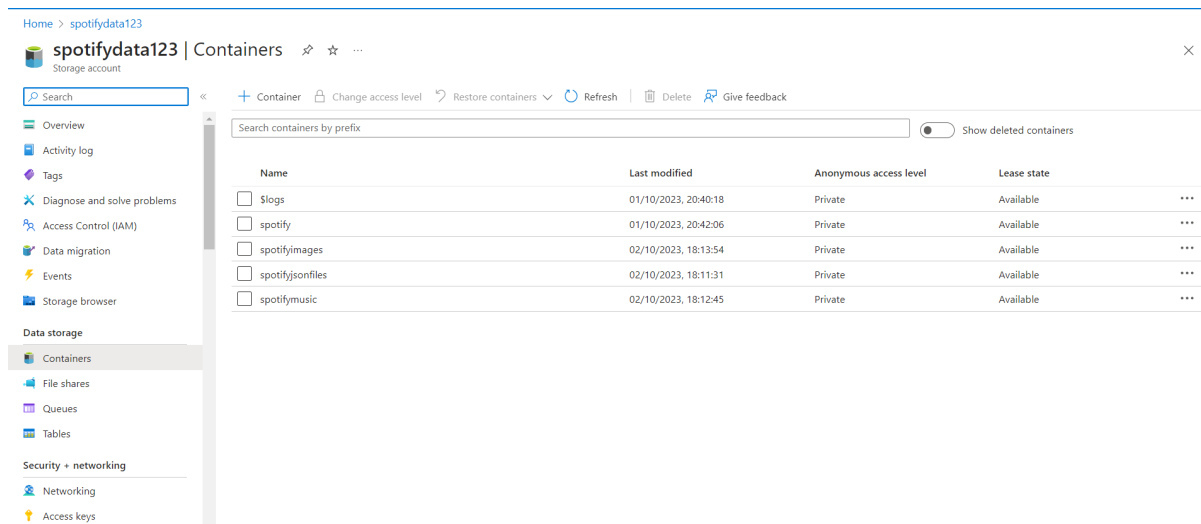 Home > spotifydata123
spotifydata123 | Containers
Storage account
Search
Container Change access level Restore containers Refresh Delete Give feedback
Overview
Activity log
Tags
Diagnose and solve problems
Access Control (IAM)
Data migration
Events
Storage browser
Data storage
Containers
File shares
Queues
Tables
Security + networking
Networking
Access keys
Search containers by prefix
Show deleted containers
Name Last modified Anonymous access level Lease state
$logs 01/10/2023, 20:40:18 Private Available
spotify 01/10/2023, 20:42:06 Private Available
spotifyimages 02/10/2023, 18:13:54 Private Available
spotifyjsonfiles 02/10/2023, 18:11:31 Private Available
spotifymusic 02/10/2023, 18:12:45 Private Available